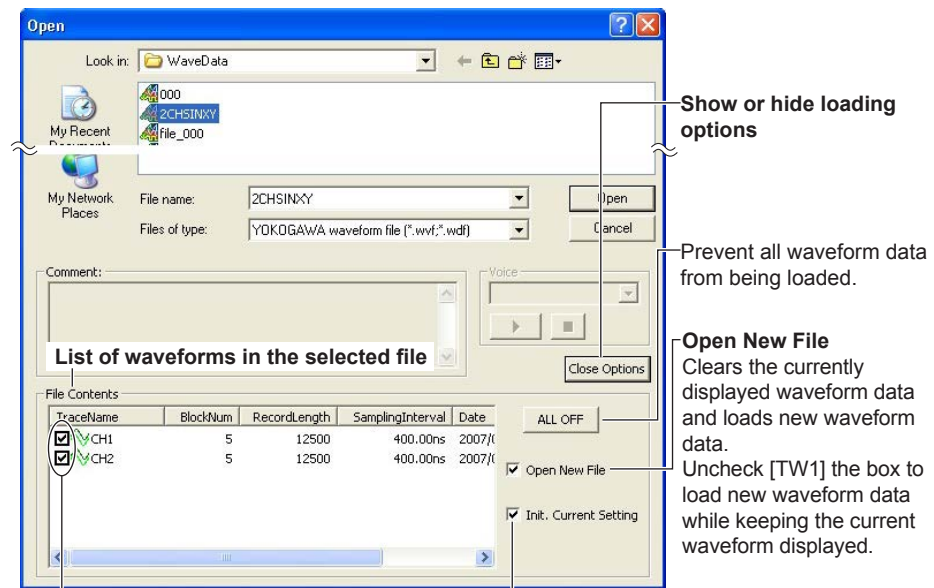 Open
Look in:
WaveData
000
2CHSINXY
file_000
My Recent
My Network
Places
File name:
2CHSINXY
Open
Files of type:
YOKOGAWA waveform file (*.wvf;*.wdf)
Cancel
Comment:
Voice
List of waveforms in the selected file
Close Options
File Contents
TraceName BlockNum RecordLength SamplingInterval Date
CH1 5 12500 400.00ns 2007/
CH2 5 12500 400.00ns 2007/
ALL OFF
Open New File
Init. Current Setting
Show or hide loading
options
Prevent all waveform data
from being loaded.
Open New File
Clears the currently
displayed waveform data
and loads new waveform
data.
Uncheck [TW1] the box to
load new waveform data
while keeping the current
waveform displayed.